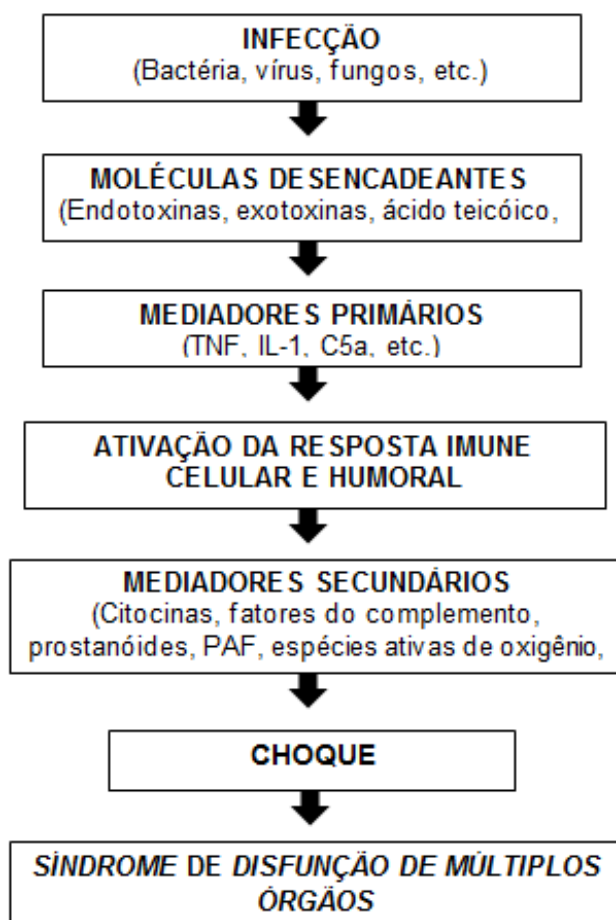 INFECÇÃO
(Bactéria, vírus, fungos, etc.)
MOLÉCULAS DESENCADEANTES
(Endotoxinas, exotoxinas, ácido teicóico,
MEDIADORES PRIMÁRIOS
(TNF, IL-1, C5a, etc.)
ATIVAÇÃO DA RESPOSTA IMUNE
CELULAR E HUMORAL
MEDIADORES SECUNDÁRIOS
(Citocinas, fatores do complemento,
prostanóides, PAF, espécies ativas de oxigênio,
CHOQUE
SÍNDROME DE DISFUNÇÃO DE MÚLTIPLOS
ÓRGÃOS